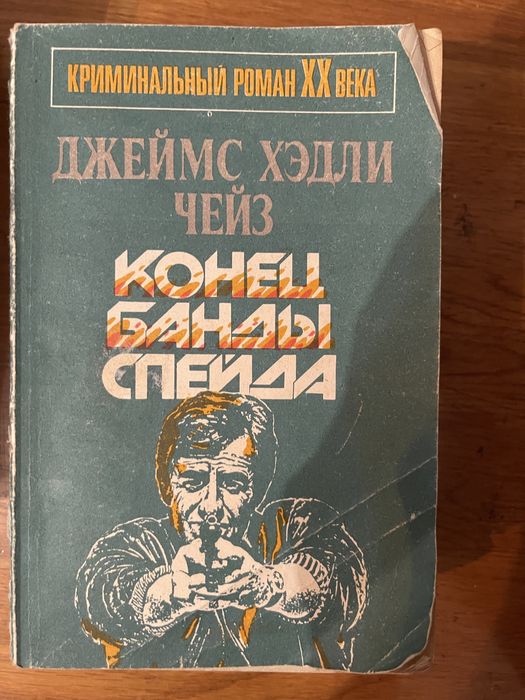 КРИМИНАЛЬНЫЙ РОМАН XX ВЕКА
ДЖЕЙМС ХЭДЛИ
ЧЕЙЗ
КОНЕЦ
БАНДЫ
СПЕЙДА